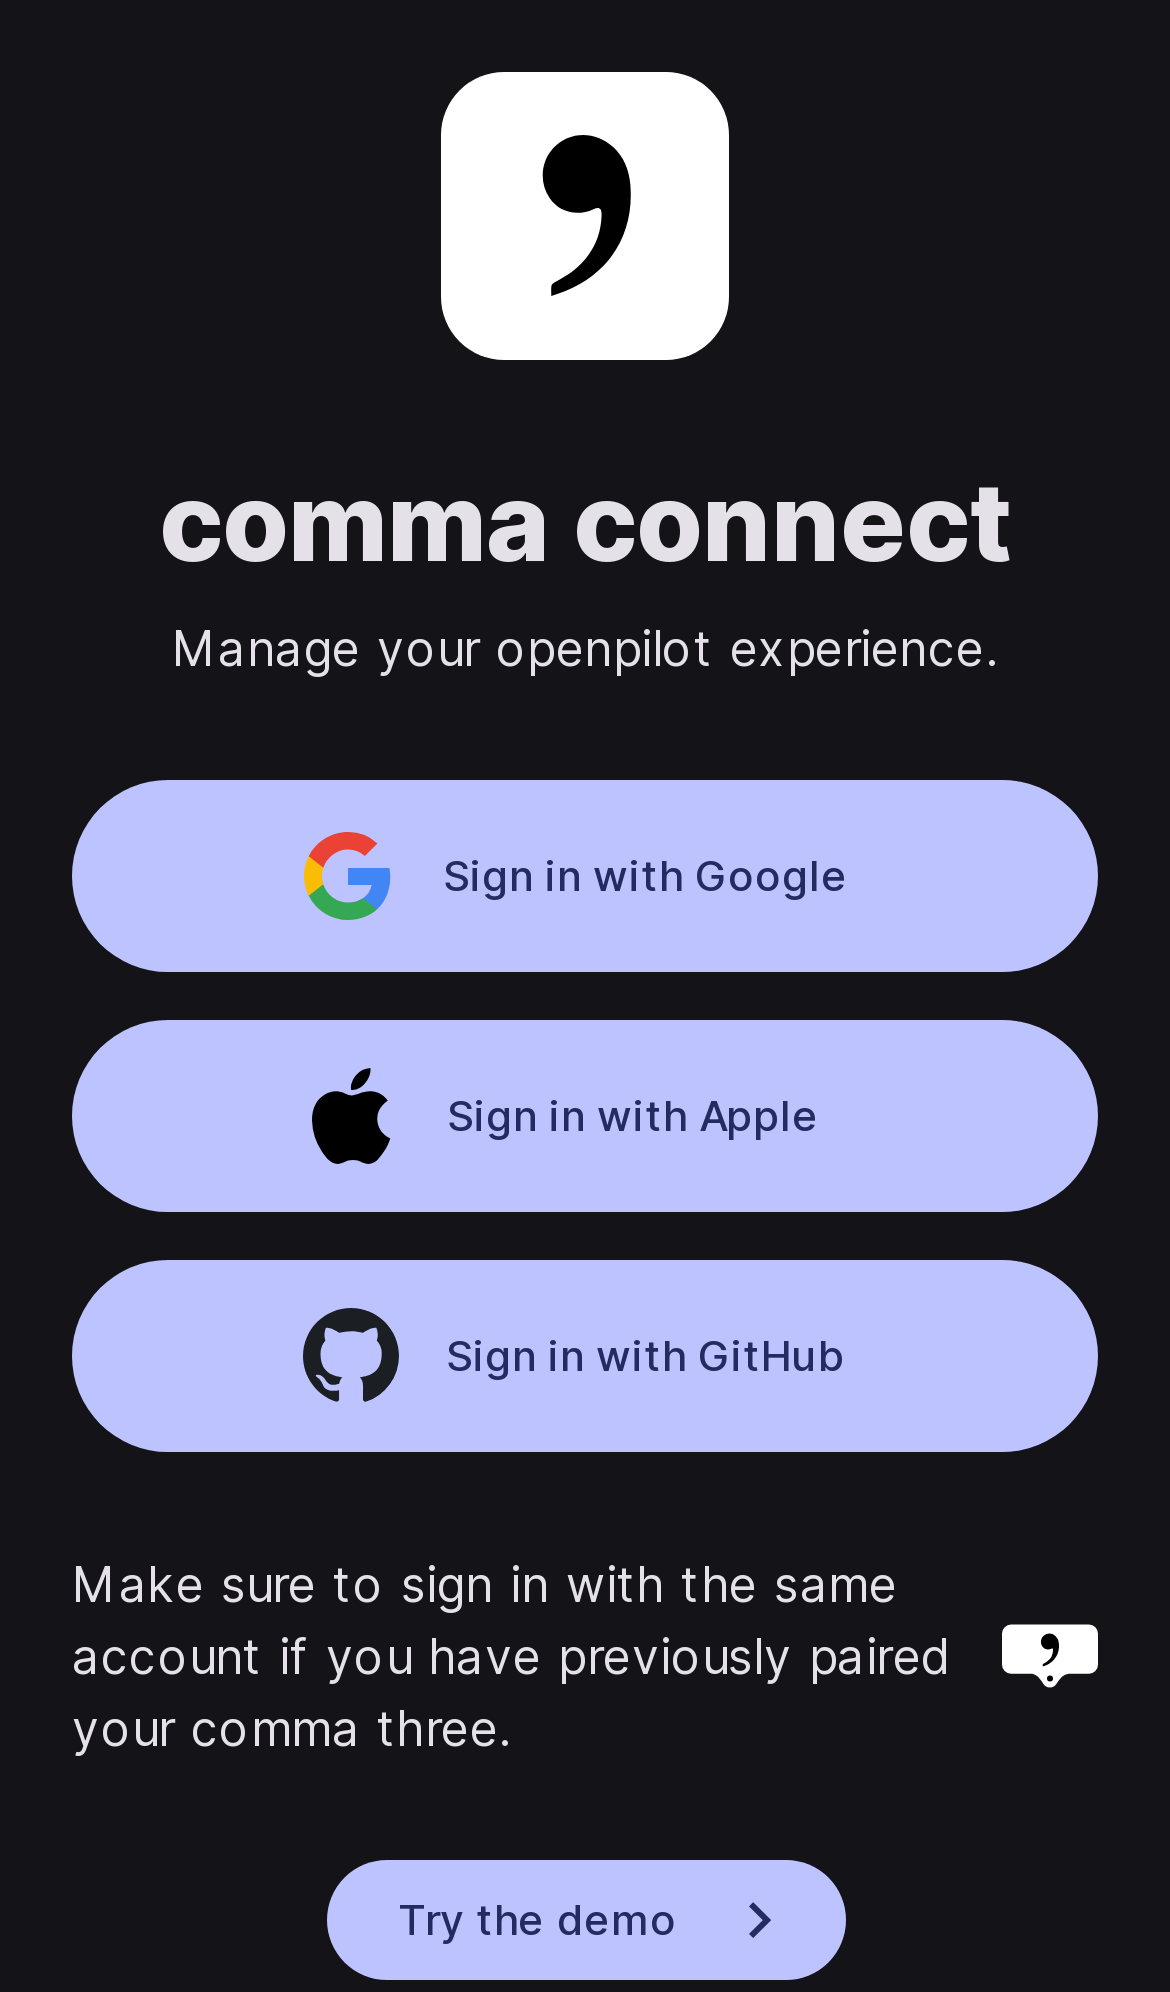 comma connect
Manage your openpilot experience.
Sign in with Google
Sign in with Apple
Sign in with GitHub
Make sure to sign in with the same
account if you have previously paired
your comma three.
Try the demo